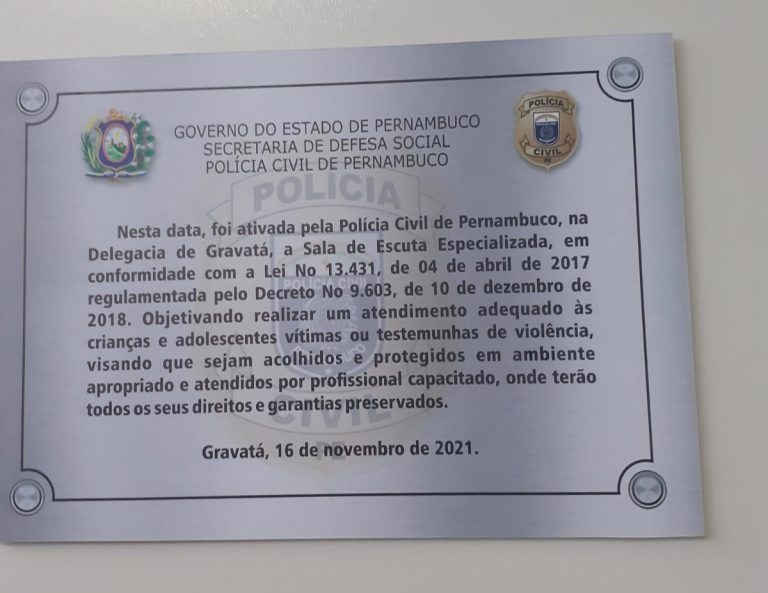 GOVERNO DO ESTADO DE PERNAMBUCO
SECRETARIA DE DEFESA SOCIAL
POLÍCIA CIVIL DE PERNAMBUCO
POLÍCIA
CIVIL
PE
POLÍCIA
Nesta data, foi ativada pela Polícia Civil de Pernambuco, na
Delegacia de Gravatá, a Sala de Escuta Especializada, em
conformidade com a Lei No 13.431, de 04 de abril de 2017
regulamentada pelo Decreto No 9.603, de 10 de dezembro de
2018. Objetivando realizar um atendimento adequado às
crianças e adolescentes vítimas ou testemunhas de violência,
visando que sejam acolhidos e protegidos em ambiente
apropriado e atendidos por profissional capacitado, onde terão
todos os seus direitos e garantias preservados.
CIVIL
PE
Gravatá, 16 de novembro de 2021.